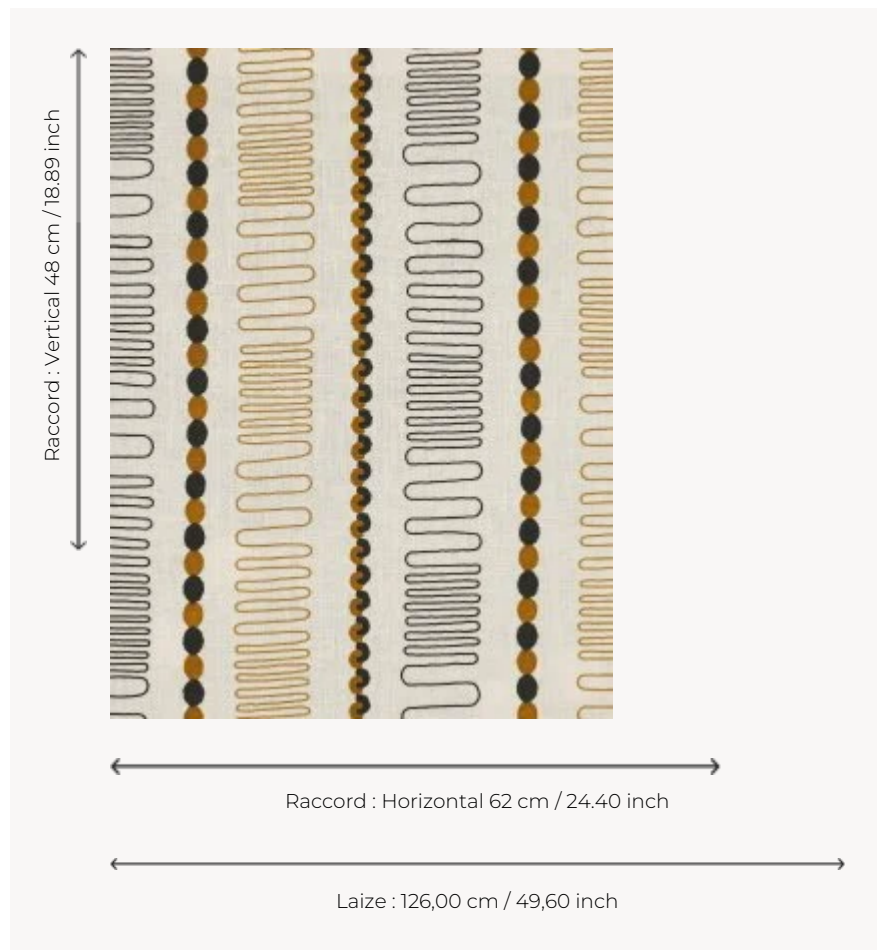 Raccord : Vertical 48 cm / 18.89 inch
Raccord : Horizontal 62 cm / 24.40 inch
Laize : 126,00 cm / 49,60 inch